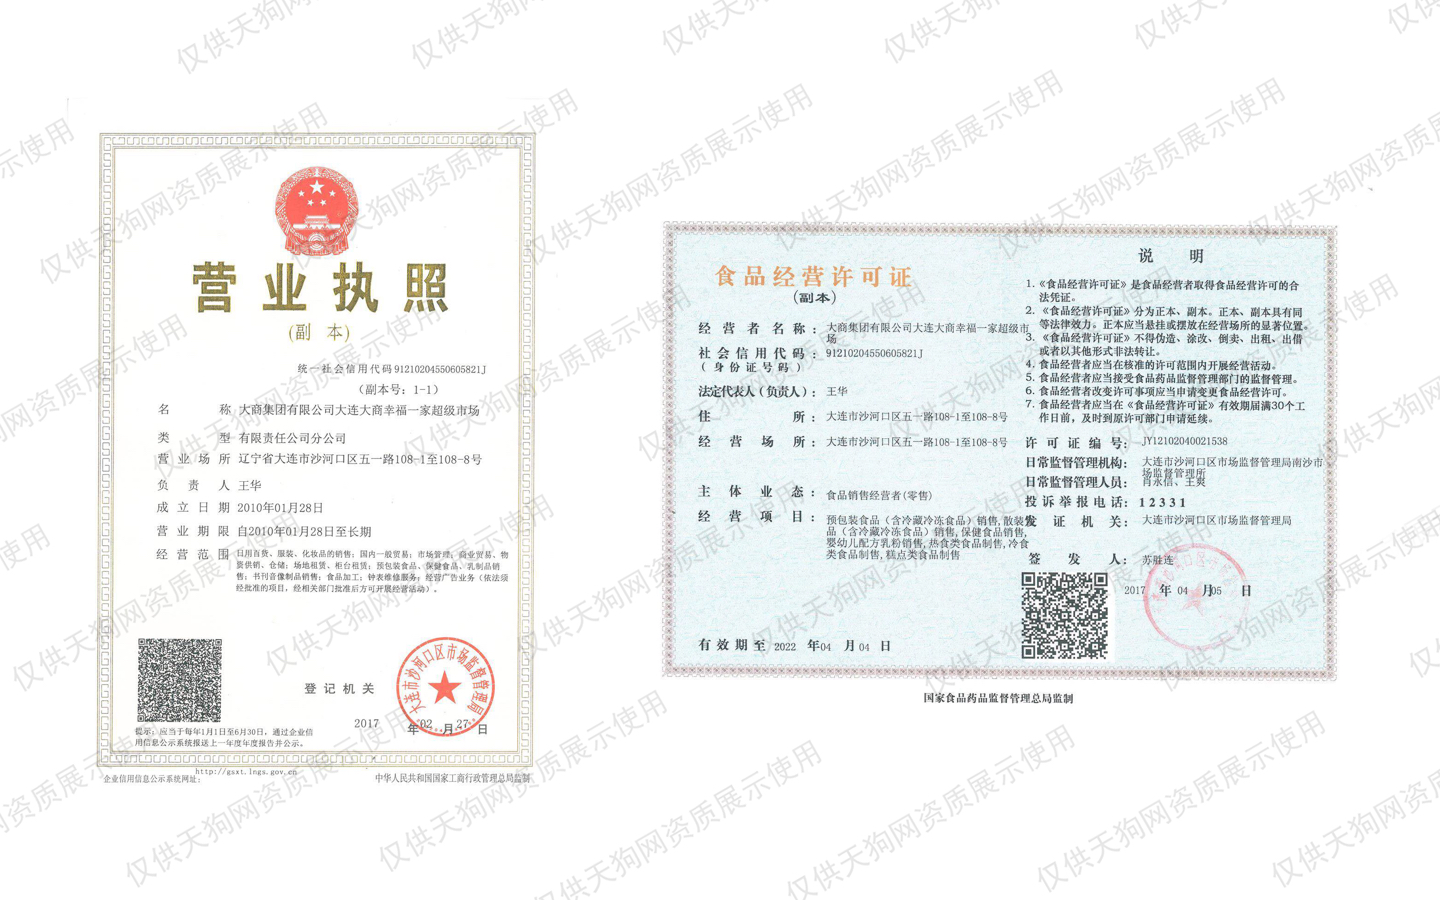 营业执照
(副 本)
统一社会信用代码 91210204550605821J
(副本号: 1-1)
名 称 大商集团有限公司大连大商幸福一家超级市场
类 型 有限责任公司分公司
营 业 场 所 辽宁省大连市沙河口区五一路108-1至108-8号
负 责 人 王华
成 立 日 期 2010年01月28日
营 业 期 限 自2010年01月28日至长期
经 营 范 围 日用百货、服装、化妆品的销售; 国内一般贸易; 市场管理、商业贸易、物
资供销、仓储; 场地租赁、柜台租赁; 预包装食品、保健食品、乳制品销
售; 书刊音像制品销售; 食品加工; 钟表维修服务; 经营广告业务 (依法须
经批准的项目, 经相关部门批准后方可开展经营活动) 。
大连市沙河口区市场监督管理局
登 记 机 关
2017 年 02 月 27 日
提示: 应当于每年1月1日至6月30日, 通过企业信
用信息公示系统报送上一年度年度报告并公示。
http://gsxt.lngs.gov.cn
企业信用信息公示系统网址:
中华人民共和国国家工商行政管理总局监制
食品经营许可证
(副本)
经 营 者 名 称 : 大商集团有限公司大连大商幸福一家超级市
场
社 会 信 用 代 码 : 91210204550605821J
( 身 份 证 号 码 )
法定代表人 ( 负责人 ) : 王华
住 所 : 大连市沙河口区五一路108-1至108-8号
经 营 场 所 : 大连市沙河口区五一路108-1至108-8号
主 体 业 态 : 食品销售经营者(零售)
经 营 项 目 : 预包装食品(含冷藏冷冻食品)销售, 散装食
品(含冷藏冷冻食品)销售, 保健食品销售,
婴幼儿配方乳粉销售, 热食类食品制售, 冷食
类食品制售, 糕点类食品制售
有 效 期 至 2022 年 04 月 04 日
说 明
1. 《食品经营许可证》是食品经营者取得食品经营许可的合
法凭证。
2. 《食品经营许可证》分为正本、副本。正本、副本具有同
等法律效力。正本应当悬挂或摆放在经营场所的显著位置。
3. 《食品经营许可证》不得伪造、涂改、倒卖、出租、出借
或者以其他形式非法转让。
4. 食品经营者应当在核准的许可范围内开展经营活动。
5. 食品经营者应当接受食品药品监督管理部门的监督管理。
6. 食品经营者改变许可事项应当申请变更食品经营许可。
7. 食品经营者应当在《食品经营许可证》有效期届满30个工
作日前, 及时到原许可部门申请延续。
许 可 证 编 号: JY12102040021538
日常监督管理机构: 大连市沙河口区市场监督管理局南沙市
场监督管理所
日常监督管理人员: 肖永信、王爽
投 诉 举 报 电 话: 12331
发 证 机 关: 大连市沙河口区市场监督管理局
签 发 人: 苏胜连
2017 年 04 月 05 日
国家食品药品监督管理总局监制
仅供天狗网资质展示使用